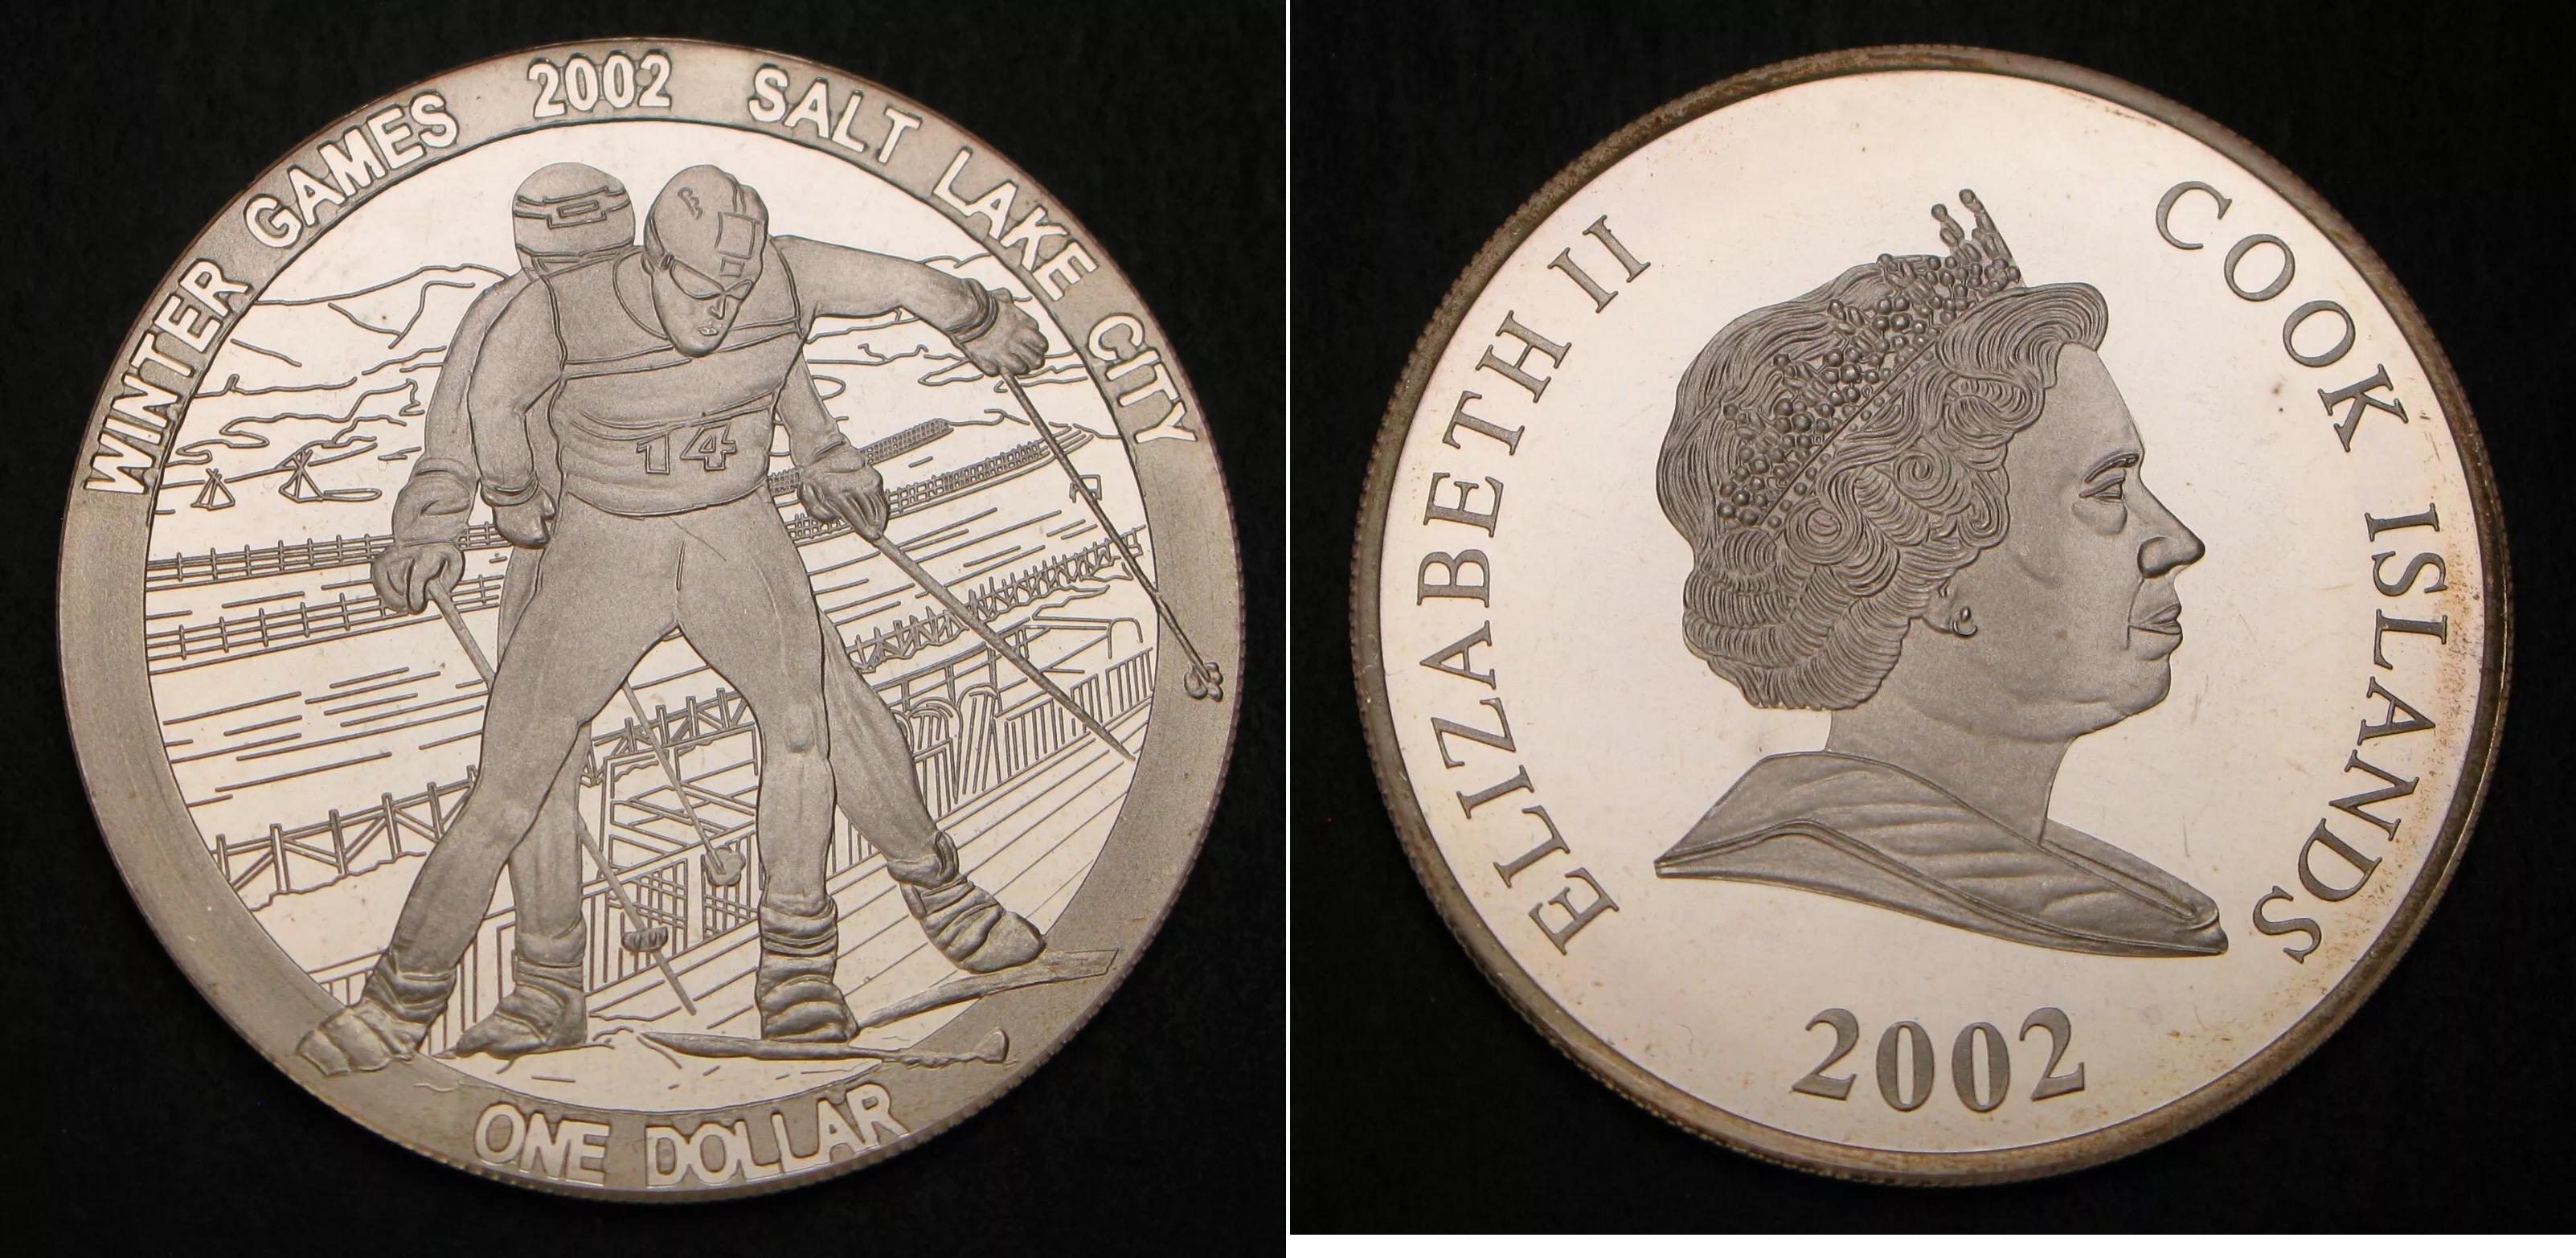 WINTER GAMES 2002 SALT LAKE CITY
14
ONE DOLLAR
ELIZABETH II
COOK ISLANDS
2002